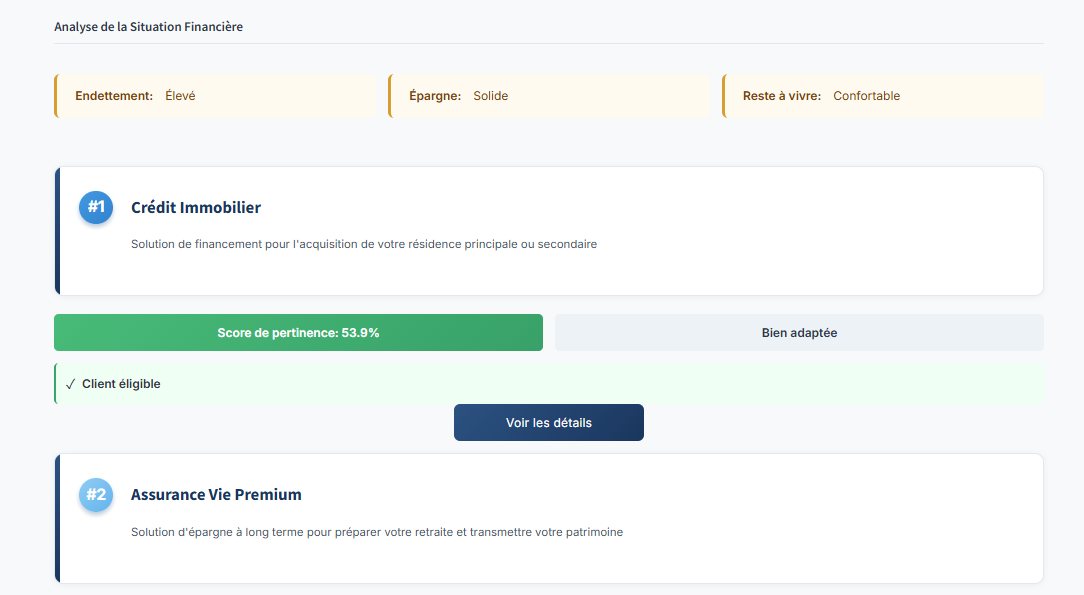 Analyse de la Situation Financière
Endettement: Élevé
Épargne: Solide
Reste à vivre: Confortable
#1 Crédit Immobilier
Solution de financement pour l'acquisition de votre résidence principale ou secondaire
Score de pertinence: 53.9%
Bien adaptée
✓ Client éligible
Voir les détails
#2 Assurance Vie Premium
Solution d'épargne à long terme pour préparer votre retraite et transmettre votre patrimoine